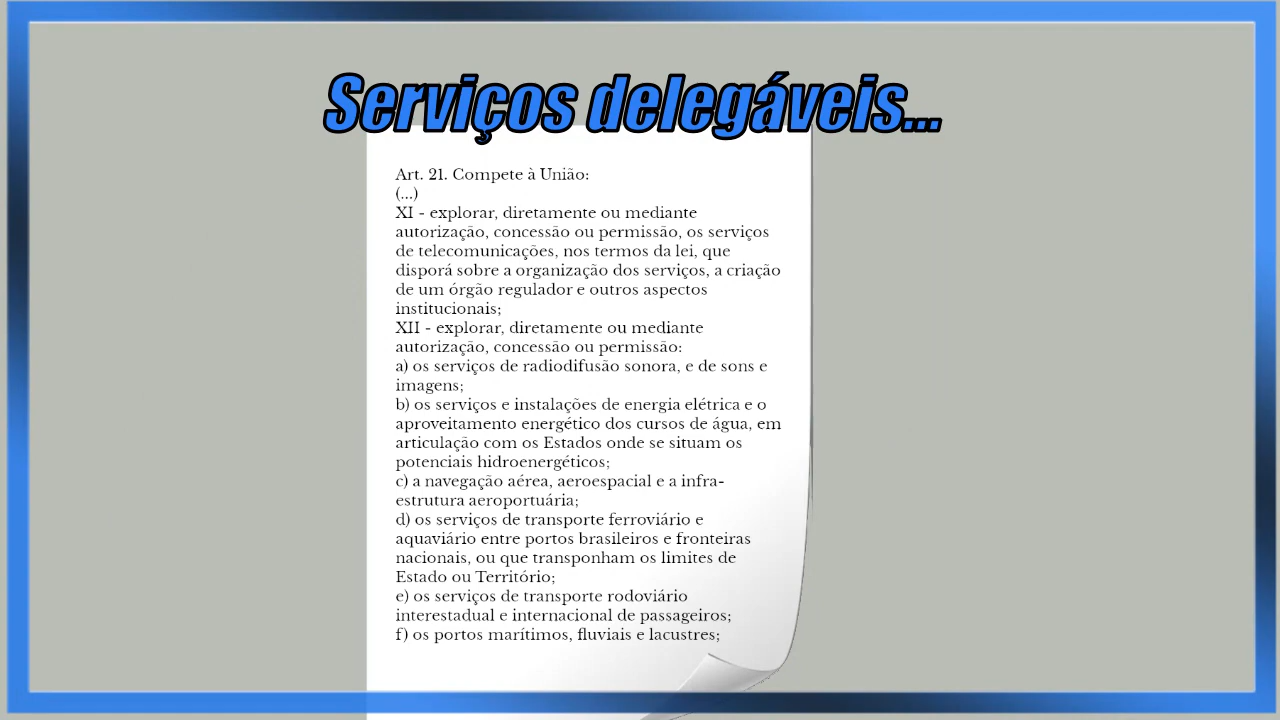 Serviços delegáveis...
Art. 21. Compete à União:
(...)
XI - explorar, diretamente ou mediante
autorização, concessão ou permissão, os serviços
de telecomunicações, nos termos da lei, que
disporá sobre a organização dos serviços, a criação
de um órgão regulador e outros aspectos
institucionais;
XII - explorar, diretamente ou mediante
autorização, concessão ou permissão:
a) os serviços de radiodifusão sonora, e de sons e
imagens;
b) os serviços e instalações de energia elétrica e o
aproveitamento energético dos cursos de água, em
articulação com os Estados onde se situam os
potenciais hidroenergéticos;
c) a navegação aérea, aeroespacial e a infra-
estrutura aeroportuária;
d) os serviços de transporte ferroviário e
aquaviário entre portos brasileiros e fronteiras
nacionais, ou que transponham os limites de
Estado ou Território;
e) os serviços de transporte rodoviário
interestadual e internacional de passageiros;
f) os portos marítimos, fluviais e lacustres;